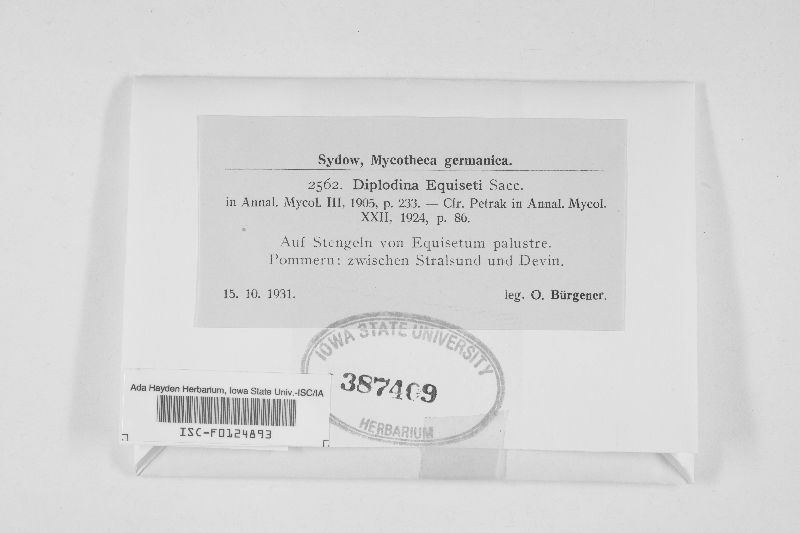 Sydow, Mycotheca germanica.
2562. Diplodina Equiseti Sacc.
in Annal. Mycol. III, 1905, p. 233. — Cfr. Petrak in Annal. Mycol.
XXII, 1924, p. 86.
Auf Stengeln von Equisetum palustre.
Pommern: zwischen Stralsund und Devin.
15. 10. 1931. leg. O. Bürgener.
IOWA STATE UNIVERSITY
387409
HERBARIUM
Ada Hayden Herbarium, Iowa State Univ.-ISC/IA
ISC-F0124893